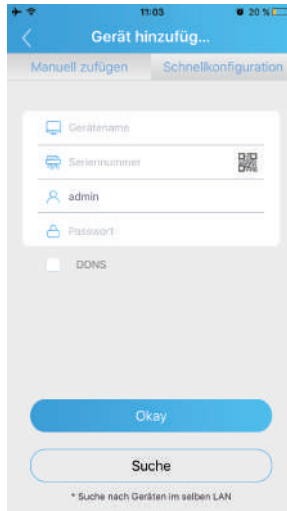 11:03 20 %
Gerät hinzufüg...
Manuell zufügen Schnellkonfiguration
Gerätename
Seriennummer
admin
Passwort
DDNS
Okay
Suche
* Suche nach Geräten im selben LAN